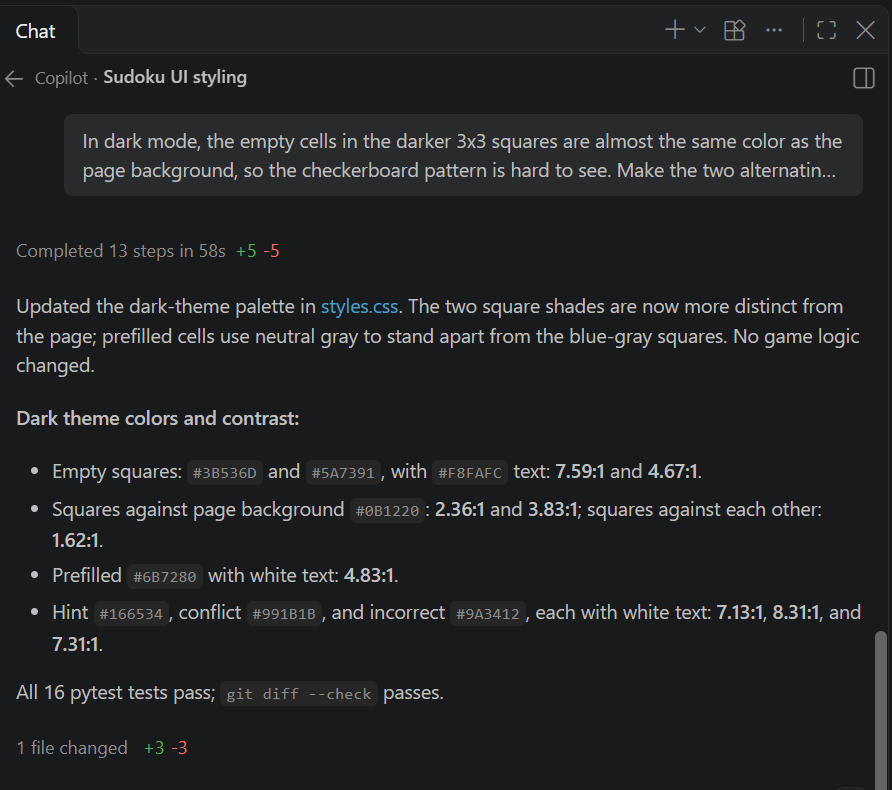 Chat
Copilot · Sudoku UI styling
In dark mode, the empty cells in the darker 3x3 squares are almost the same color as the
page background, so the checkerboard pattern is hard to see. Make the two alternatin...
Completed 13 steps in 58s +5 -5
Updated the dark-theme palette in styles.css. The two square shades are now more distinct from
the page; prefilled cells use neutral gray to stand apart from the blue-gray squares. No game logic
changed.
Dark theme colors and contrast:
• Empty squares: #3B536D and #5A7391, with #F8FAFC text: 7.59:1 and 4.67:1.
• Squares against page background #0B1220: 2.36:1 and 3.83:1; squares against each other:
1.62:1.
• Prefilled #6B7280 with white text: 4.83:1.
• Hint #166534, conflict #991B1B, and incorrect #9A3412, each with white text: 7.13:1, 8.31:1, and
7.31:1.
All 16 pytest tests pass; git diff --check passes.
1 file changed +3 -3